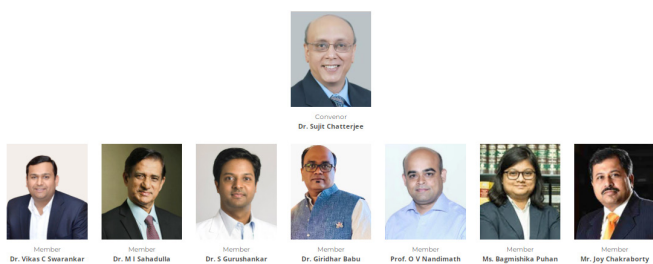 Convenor
Dr. Sujit Chatterjee
Member
Dr. Vikas C Swarankar
Member
Dr. M I Sahadulla
Member
Dr. S Gurushankar
Member
Dr. Giridhar Babu
Member
Prof. O V Nandimath
Member
Ms. Bagmishika Puhan
Member
Mr. Joy Chakraborty